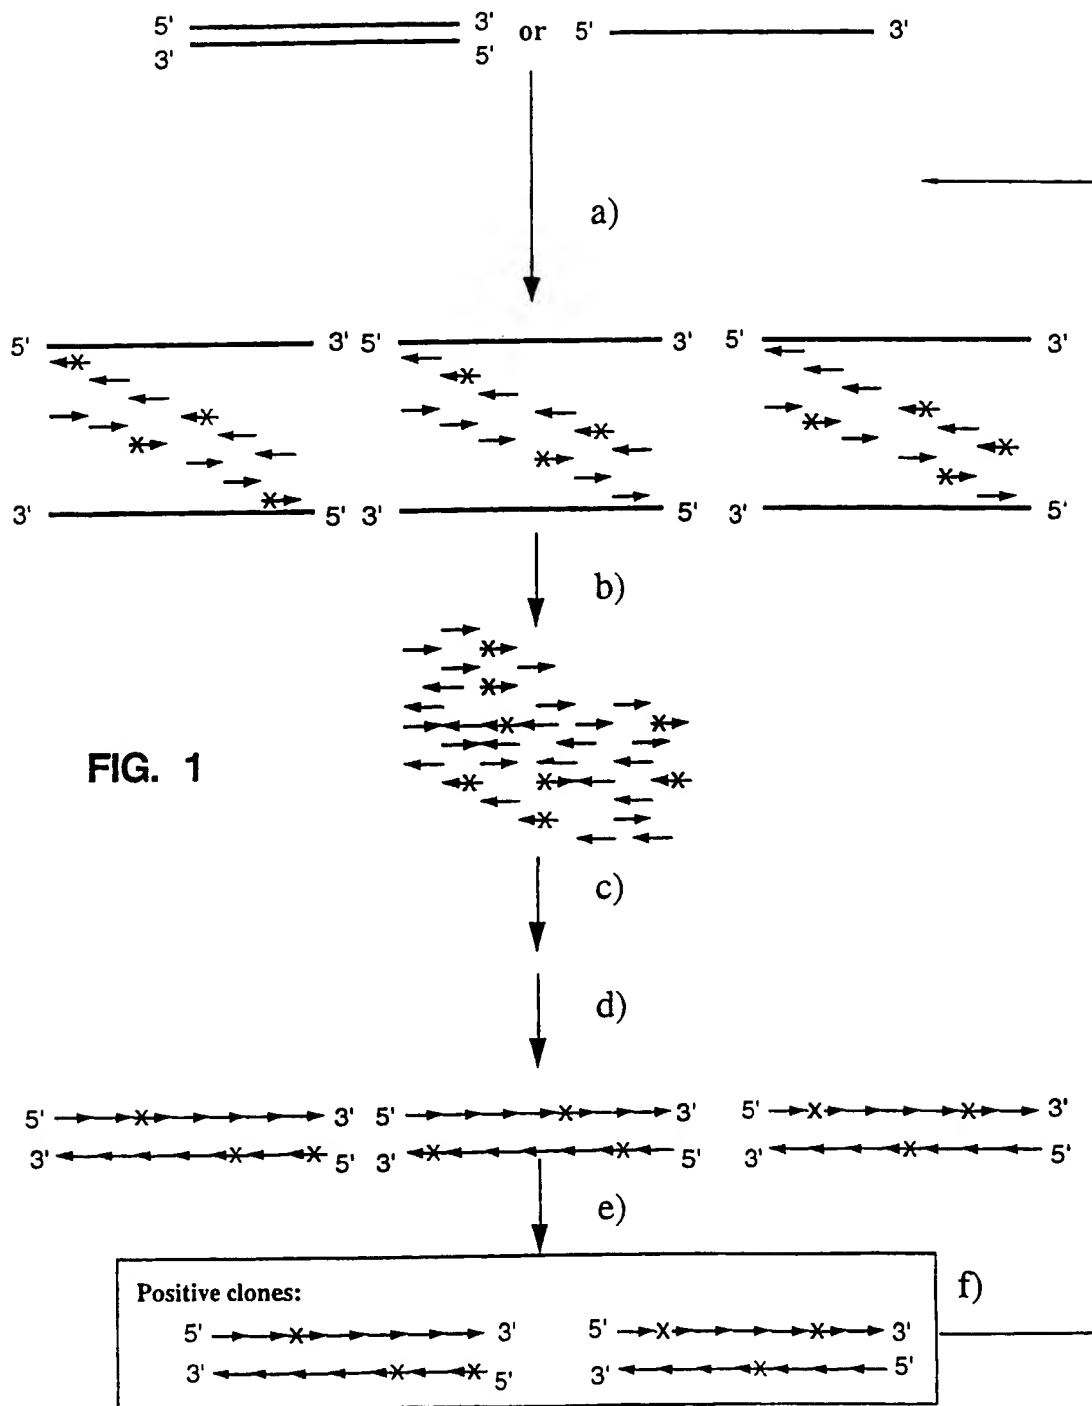 5' 3' or 5' 3'
3' 5'
a)
5' 3' 5' 3' 5' 3'
3' 5' 3' 5' 3' 5'
b)
FIG. 1
c)
d)
5' 3' 5' 3' 5' 3'
3' 5' 3' 5' 3' 5'
e)
Positive clones:
f)
5' 3' 5' 3'
3' 5' 3' 5'